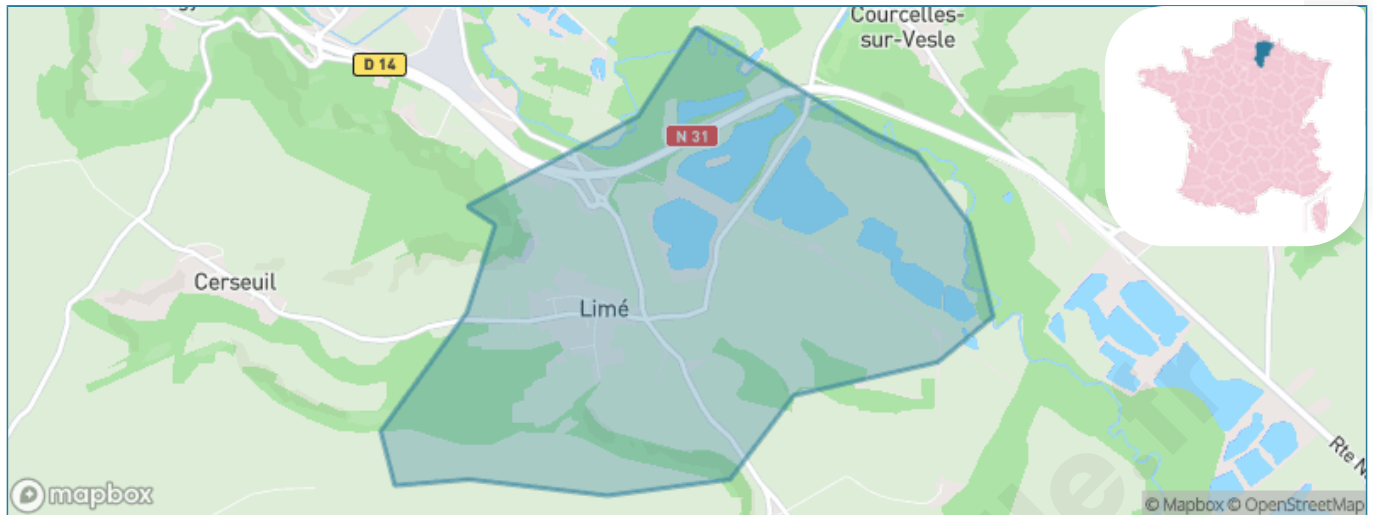 Courcelles-
sur-Vesle
D 14
N 31
Cerseuil
Limé
mapbox
© Mapbox © OpenStreetMap